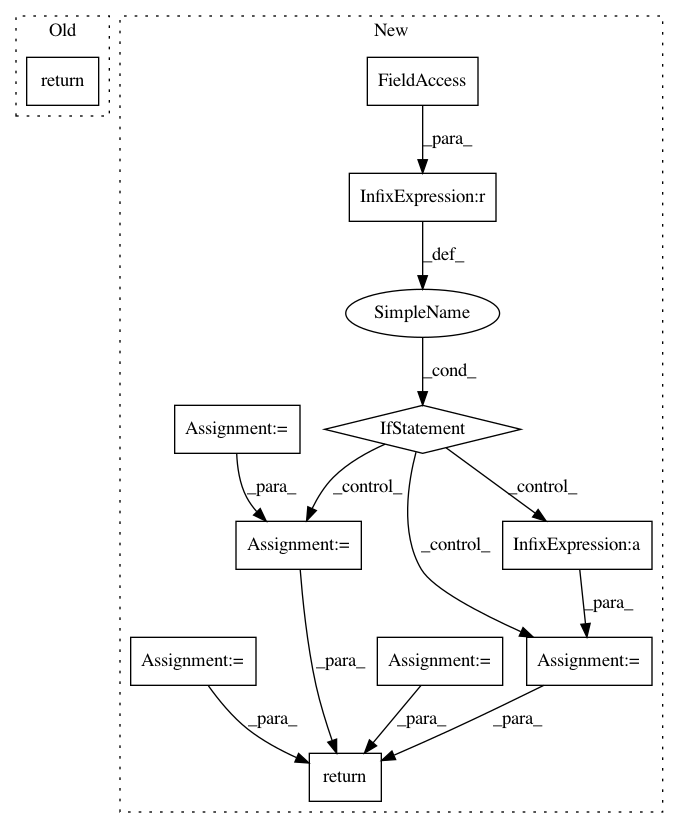 Old
New
return
FieldAccess
_para_
InfixExpression:r
_def_
SimpleName
_cond_
Assignment:=
IfStatement
_para_
_control_
_control_
Assignment:=
_control_
InfixExpression:a
_para_
Assignment:=
_para_
Assignment:=
Assignment:=
_para_
_para_
_para_
return